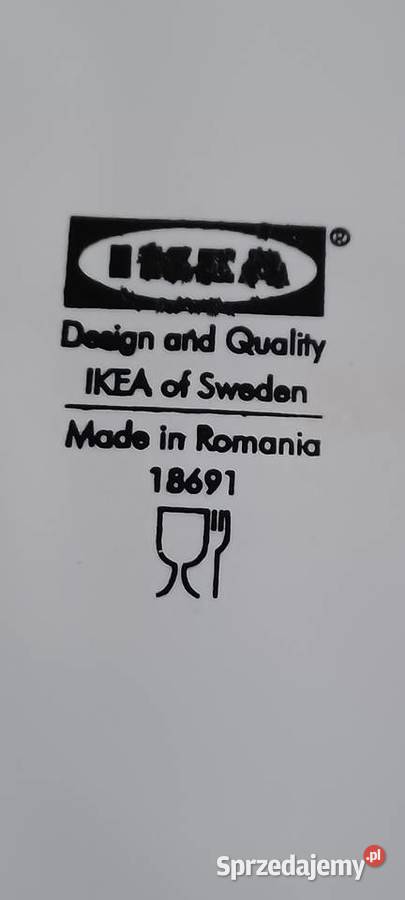 IKEA ®
Design and Quality
IKEA of Sweden
Made in Romania
18691
Sprzedajemy.pl